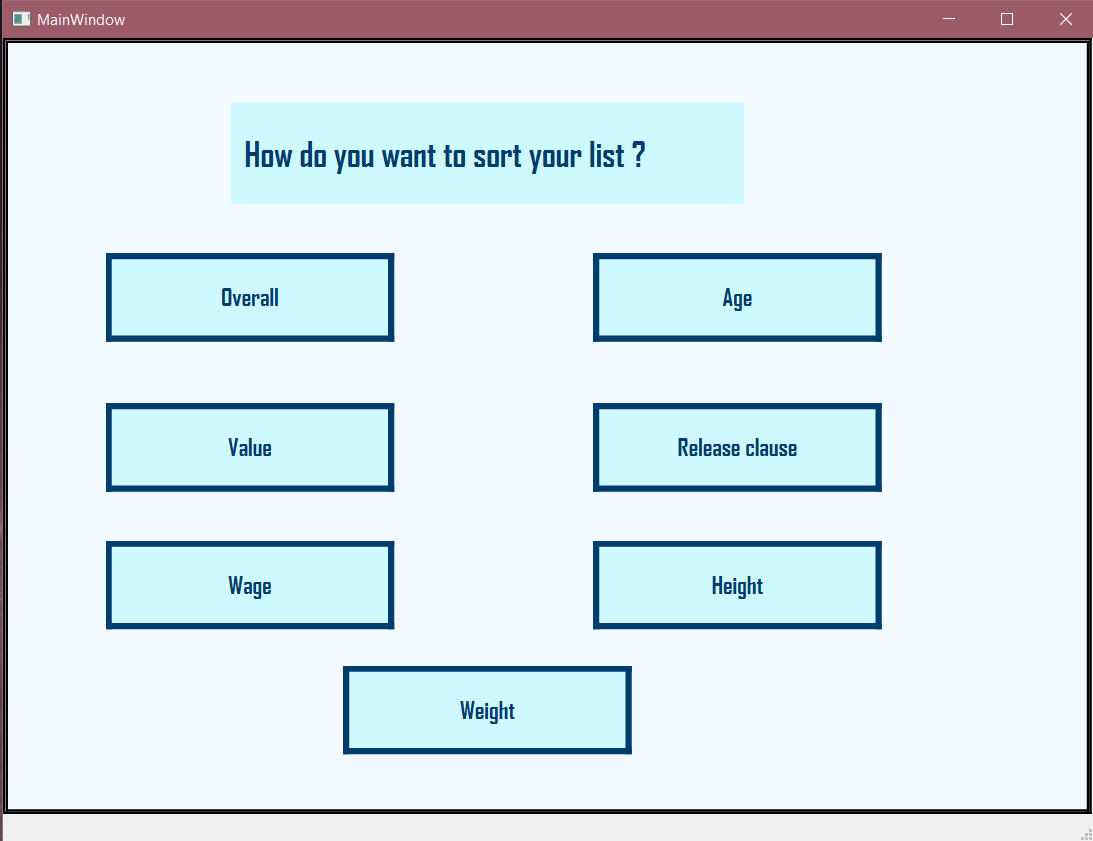 MainWindow
How do you want to sort your list ?
Overall
Age
Value
Release clause
Wage
Height
Weight